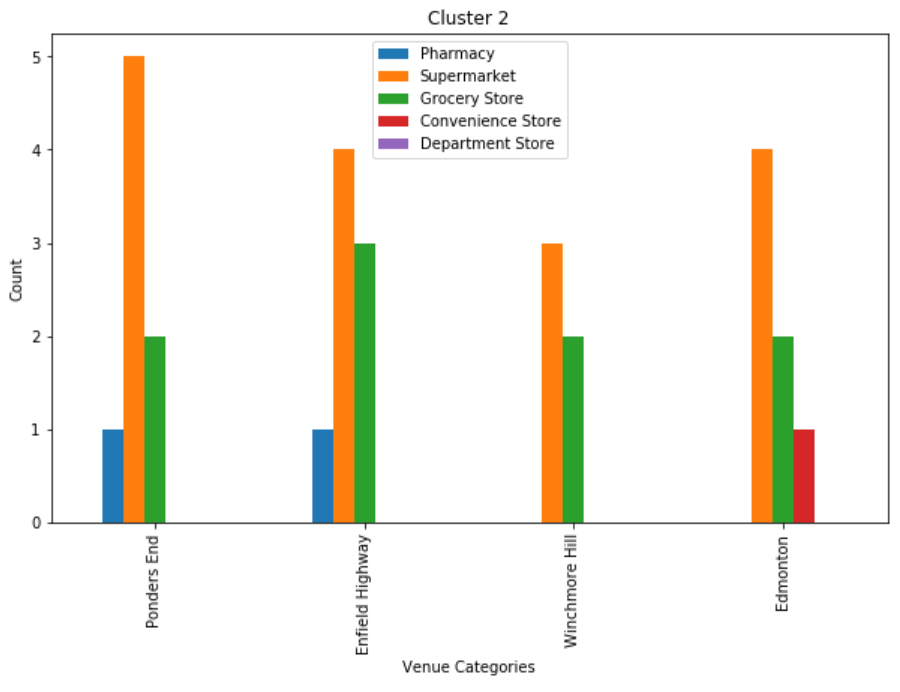 Cluster 2
Pharmacy
Supermarket
Grocery Store
Convenience Store
Department Store
5
4
3
2
1
0
Count
Ponders End
Enfield Highway
Winchmore Hill
Edmonton
Venue Categories